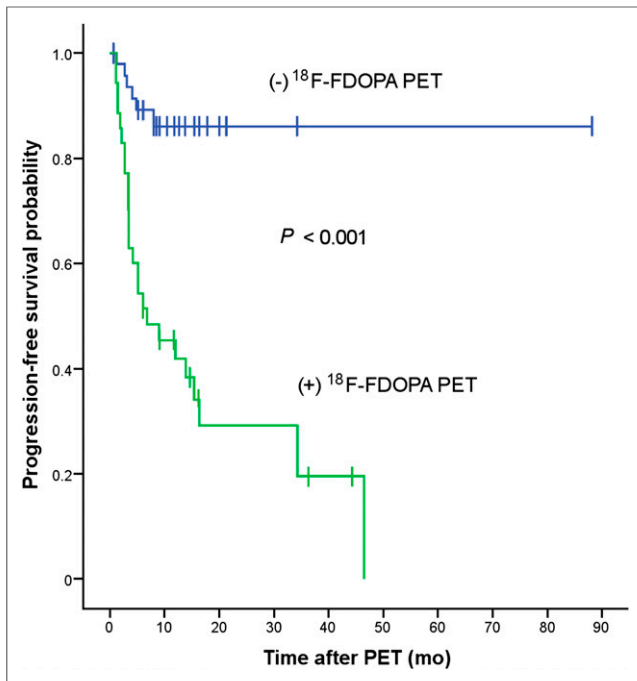 Progression-free survival probability
1.0
0.8
0.6
0.4
0.2
0
(-) ¹⁸F-FDOPA PET
P < 0.001
(+) ¹⁸F-FDOPA PET
0 10 20 30 40 50 60 70 80 90
Time after PET (mo)